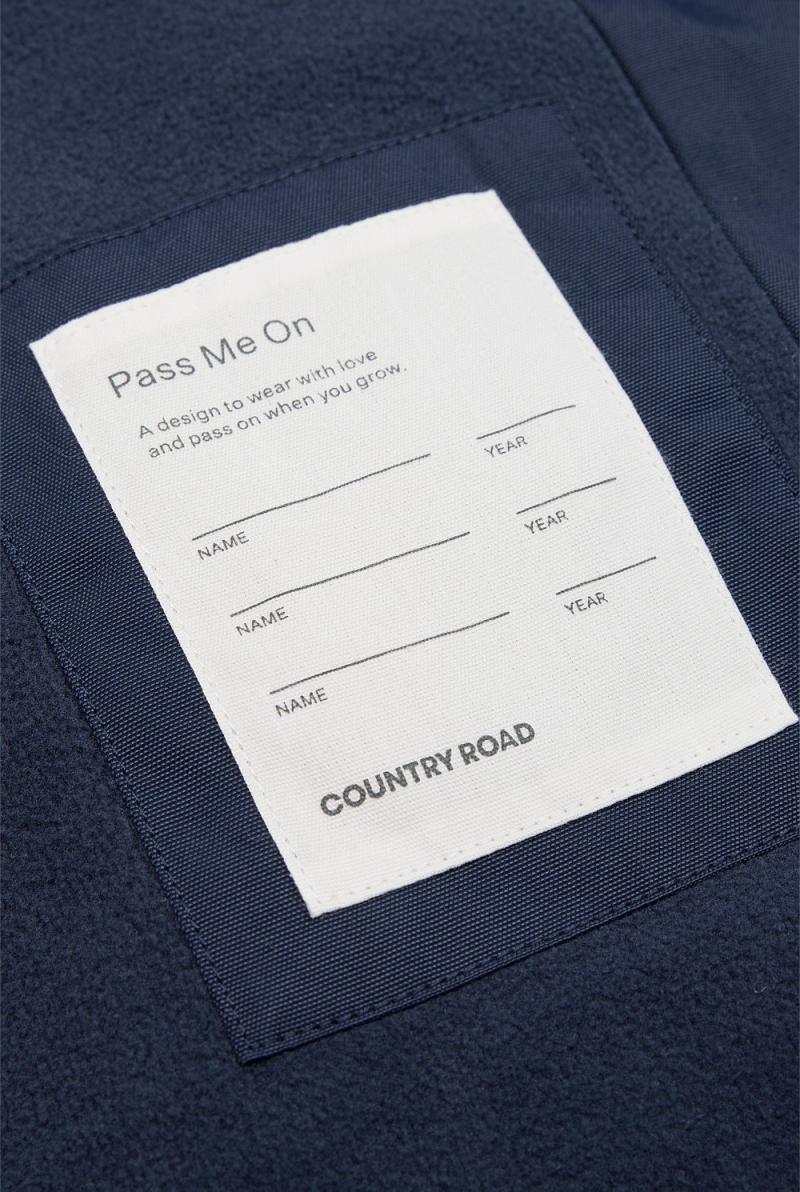 Pass Me On
A design to wear with love
and pass on when you grow.
NAME YEAR
NAME YEAR
NAME YEAR
COUNTRY ROAD